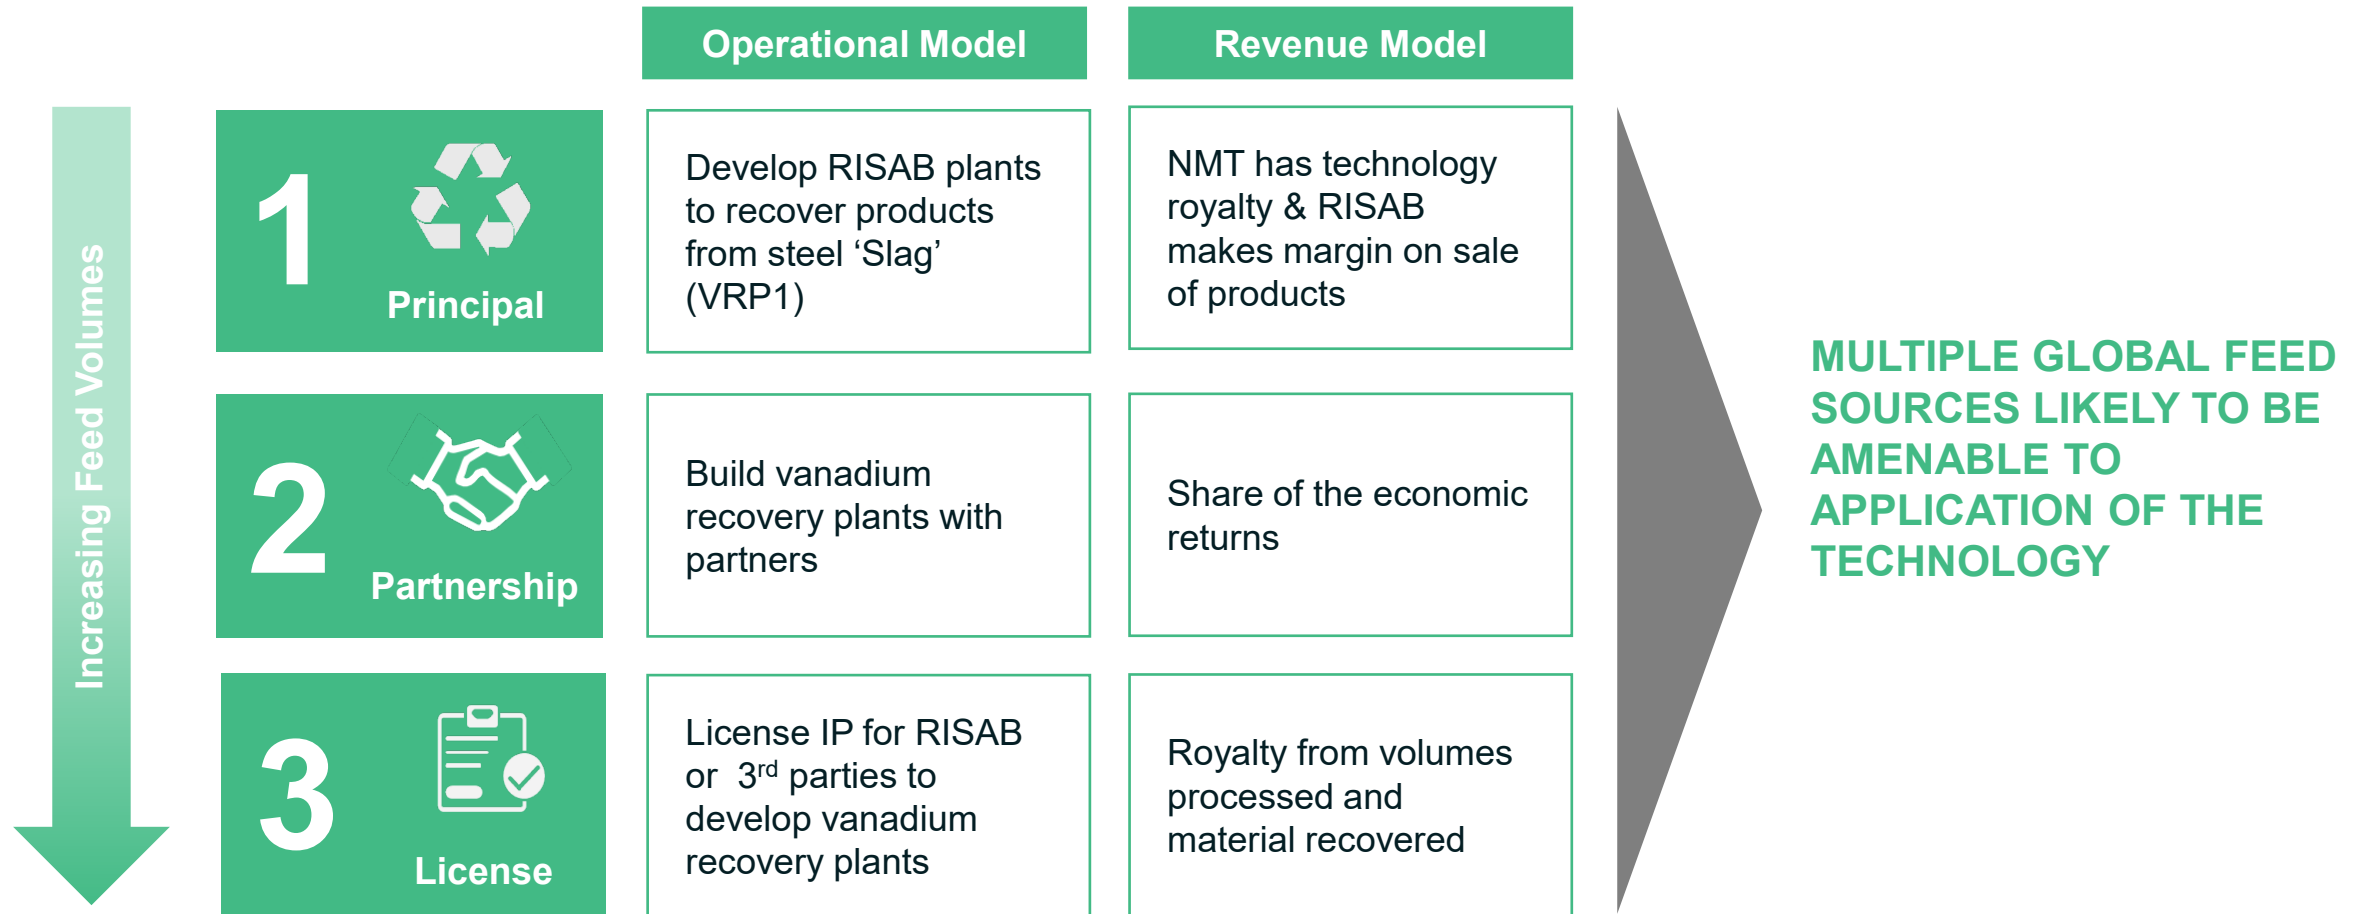 Operational Model
Revenue Model
Increasing Feed Volumes
1
Principal
Develop RISAB plants
to recover products
from steel ‘Slag’
(VRP1)
NMT has technology
royalty & RISAB
makes margin on sale
of products
2
Partnership
Build vanadium
recovery plants with
partners
Share of the economic
returns
3
License
License IP for RISAB
or 3rd parties to
develop vanadium
recovery plants
Royalty from volumes
processed and
material recovered
MULTIPLE GLOBAL FEED
SOURCES LIKELY TO BE
AMENABLE TO
APPLICATION OF THE
TECHNOLOGY